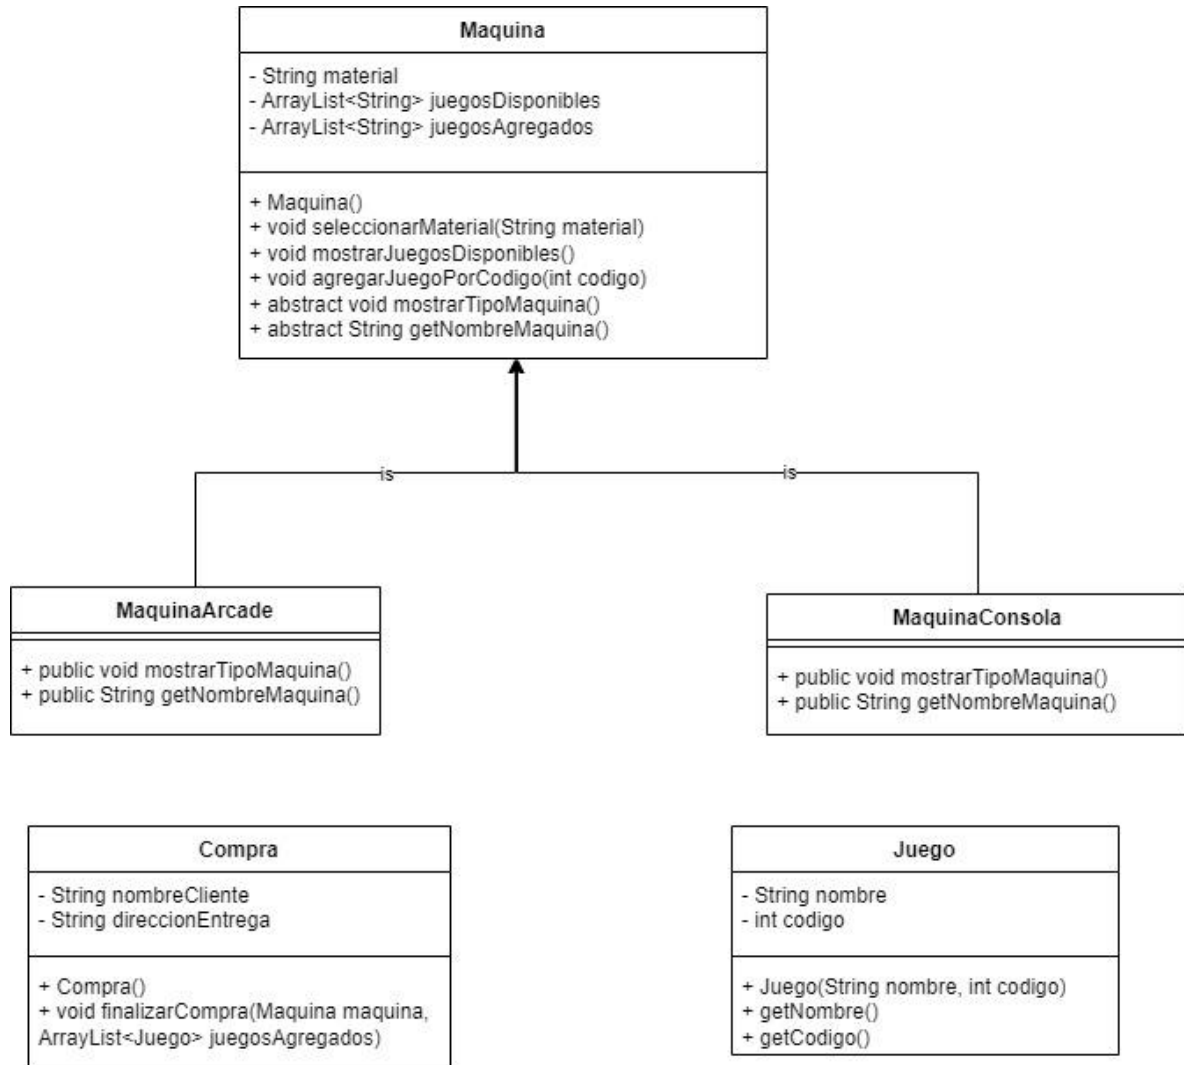 Maquina
- String material
- ArrayList<String> juegosDisponibles
- ArrayList<String> juegosAgregados
+ Maquina()
+ void seleccionarMaterial(String material)
+ void mostrarJuegosDisponibles()
+ void agregarJuegoPorCodigo(int codigo)
+ abstract void mostrarTipoMaquina()
+ abstract String getNombreMaquina()
is
is
MaquinaArcade
+ public void mostrarTipoMaquina()
+ public String getNombreMaquina()
MaquinaConsola
+ public void mostrarTipoMaquina()
+ public String getNombreMaquina()
Compra
- String nombreCliente
- String direccionEntrega
+ Compra()
+ void finalizarCompra(Maquina maquina,
ArrayList<Juego> juegosAgregados)
Juego
- String nombre
- int codigo
+ Juego(String nombre, int codigo)
+ getNombre()
+ getCodigo()